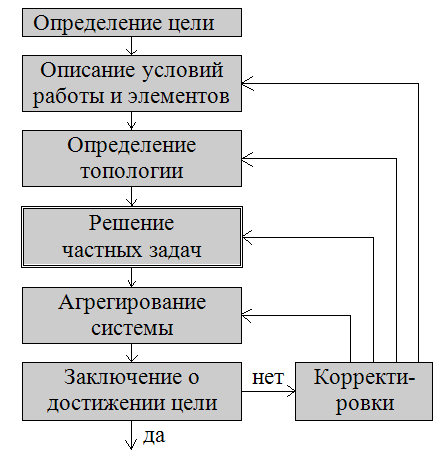 Определение цели
Описание условий
работы и элементов
Определение
топологии
Решение
частных задач
Агрегирование
системы
Заключение о
достижении цели
нет
Корректи-
ровки
да